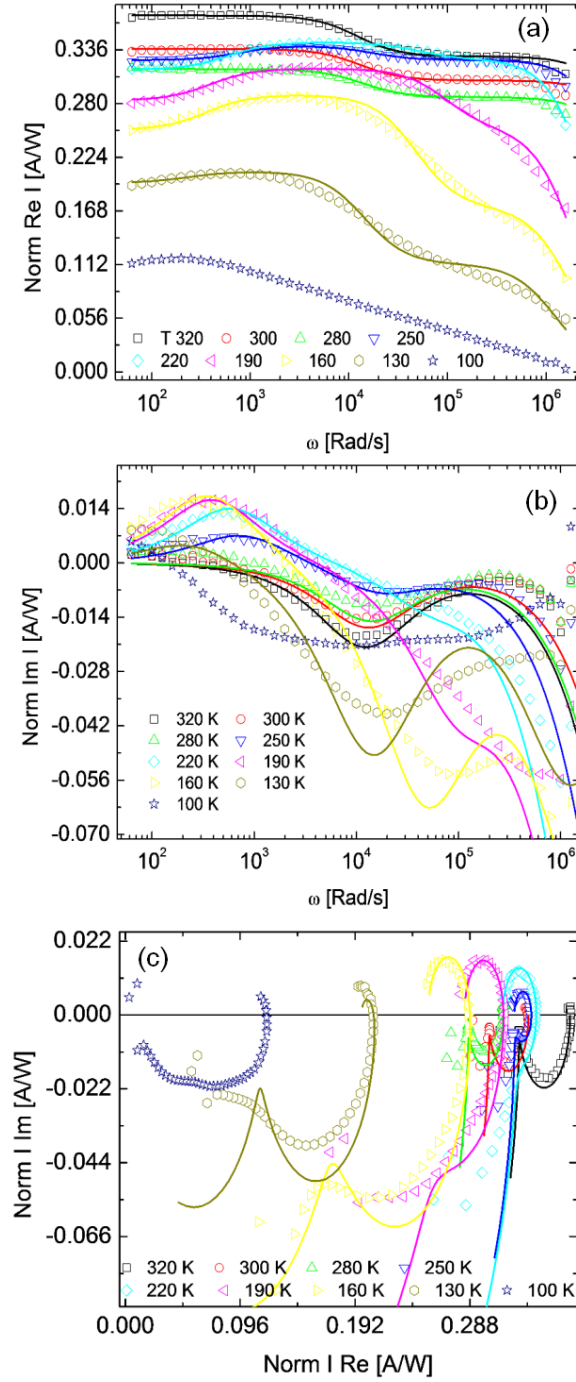 (a)
0.336
0.280
0.224
0.168
0.112
0.056
0.000
Norm Re I [A/W]
T 320 300 280 250
220 190 160 130 100
10² 10³ 10⁴ 10⁵ 10⁶
ω [Rad/s]
(b)
0.014
0.000
-0.014
-0.028
-0.042
-0.056
-0.070
Norm Im I [A/W]
320 K 300 K
280 K 250 K
220 K 190 K
160 K 130 K
100 K
10² 10³ 10⁴ 10⁵ 10⁶
ω [Rad/s]
(c)
0.022
0.000
-0.022
-0.044
-0.066
Norm I Im [A/W]
320 K 300 K 280 K 250 K
220 K 190 K 160 K 130 K 100 K
0.000 0.096 0.192 0.288
Norm I Re [A/W]